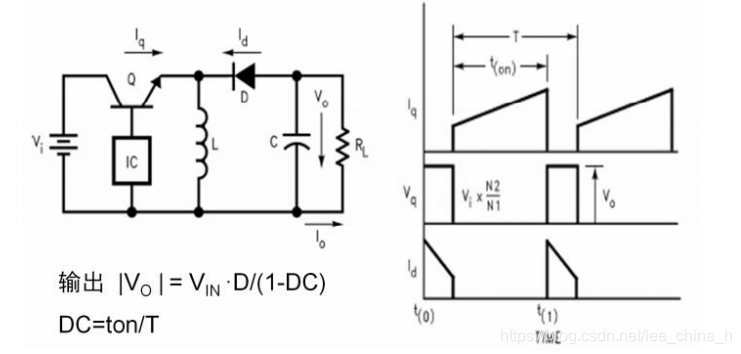 Iq
Id
Q
D
Vi
IC
L
C
Vo
RL
Io
输出 |VO| = VIN ·D/(1-DC)
DC=ton/T
T
t(on)
Iq
Vq
Vi x N2
N1
Vo
Id
t(0)
t(1)
TIME
https://blog.csdn.net/lee_china_h